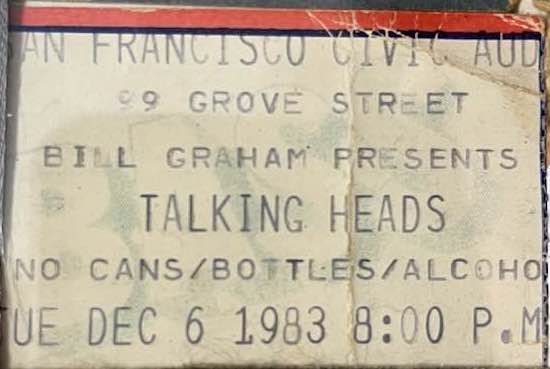 AN FRANCISCO CIVIC AUD
99 GROVE STREET
BILL GRAHAM PRESENTS
TALKING HEADS
NO CANS/BOTTLES/ALCOHO
UE DEC 6 1983 8:00 P.M